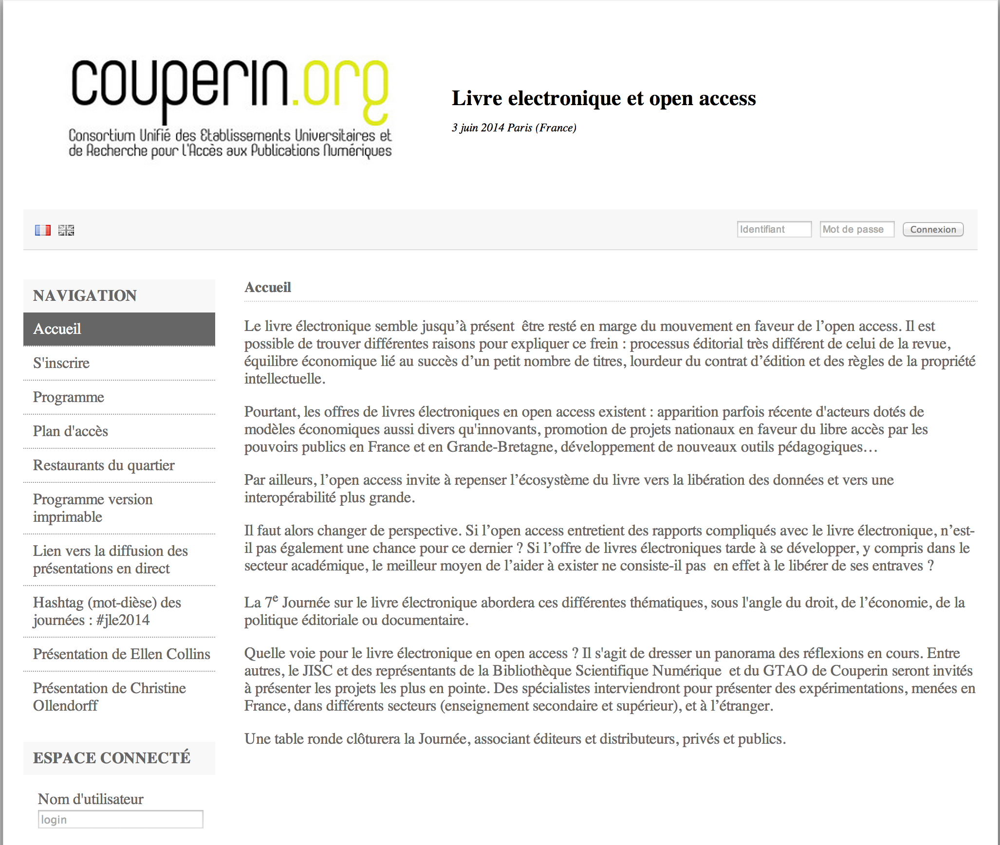 couperin.org
Consortium Unifié des Etablissements Universitaires et
de Recherche pour l'Accès aux Publications Numériques
Livre electronique et open access
3 juin 2014 Paris (France)
Identifiant
Mot de passe
Connexion
NAVIGATION
Accueil
S'inscrire
Programme
Plan d'accès
Restaurants du quartier
Programme version
imprimable
Lien vers la diffusion des
présentations en direct
Hashtag (mot-dièse) des
journées : #jle2014
Présentation de Ellen Collins
Présentation de Christine
Ollendorff
ESPACE CONNECTÉ
Nom d'utilisateur
login
Accueil
Le livre électronique semble jusqu’à présent  être resté en marge du mouvement en faveur de l’open access. Il est
possible de trouver différentes raisons pour expliquer ce frein : processus éditorial très différent de celui de la revue,
équilibre économique lié au succès d’un petit nombre de titres, lourdeur du contrat d’édition et des règles de la propriété
intellectuelle.
Pourtant, les offres de livres électroniques en open access existent : apparition parfois récente d'acteurs dotés de
modèles économiques aussi divers qu'innovants, promotion de projets nationaux en faveur du libre accès par les
pouvoirs publics en France et en Grande-Bretagne, développement de nouveaux outils pédagogiques…
Par ailleurs, l’open access invite à repenser l’écosystème du livre vers la libération des données et vers une
interopérabilité plus grande.
Il faut alors changer de perspective. Si l’open access entretient des rapports compliqués avec le livre électronique, n’est-
il pas également une chance pour ce dernier ? Si l’offre de livres électroniques tarde à se développer, y compris dans le
secteur académique, le meilleur moyen de l’aider à exister ne consiste-il pas  en effet à le libérer de ses entraves ?
La 7e Journée sur le livre électronique abordera ces différentes thématiques, sous l'angle du droit, de l’économie, de la
politique éditoriale ou documentaire.
Quelle voie pour le livre électronique en open access ? Il s'agit de dresser un panorama des réflexions en cours. Entre
autres, le JISC et des représentants de la Bibliothèque Scientifique Numérique  et du GTAO de Couperin seront invités
à présenter les projets les plus en pointe. Des spécialistes interviendront pour présenter des expérimentations, menées en
France, dans différents secteurs (enseignement secondaire et supérieur), et à l’étranger.
Une table ronde clôturera la Journée, associant éditeurs et distributeurs, privés et publics.